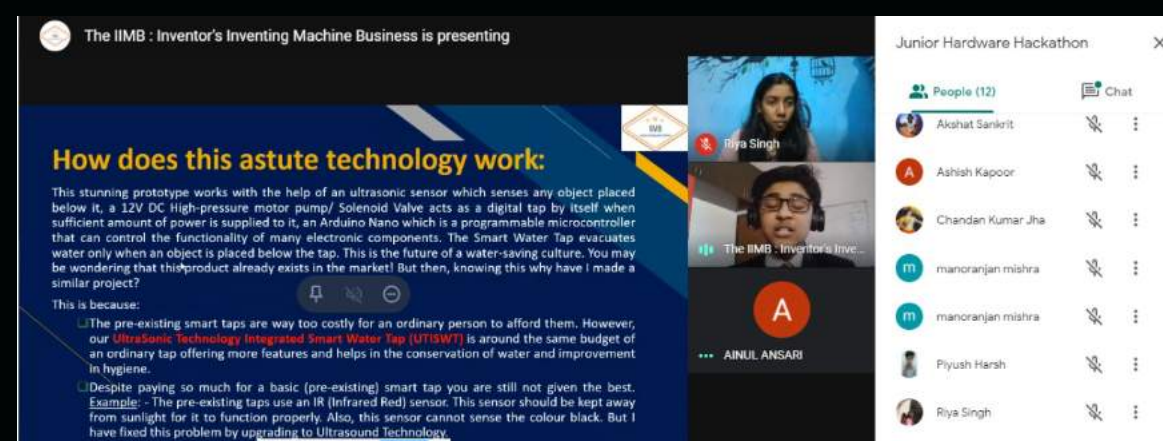 The IIMB : Inventor's Inventing Machine Business is presenting
IIMB
How does this astute technology work:
This stunning prototype works with the help of an ultrasonic sensor which senses any object placed
below it, a 12V DC High-pressure motor pump/ Solenoid Valve acts as a digital tap by itself when
sufficient amount of power is supplied to it, an Arduino Nano which is a programmable microcontroller
that can control the functionality of many electronic components. The Smart Water Tap evacuates
water only when an object is placed below the tap. This is the future of a water-saving culture. You may
be wondering that this product already exists in the market! But then, knowing this why have I made a
similar project?
This is because:
The pre-existing smart taps are way too costly for an ordinary person to afford them. However,
our UltraSonic Technology Integrated Smart Water Tap (UTISWT) is around the same budget of
an ordinary tap offering more features and helps in the conservation of water and improvement
in hygiene.
Despite paying so much for a basic (pre-existing) smart tap you are still not given the best.
Example: - The pre-existing taps use an IR (Infrared Red) sensor. This sensor should be kept away
from sunlight for it to function properly. Also, this sensor cannot sense the colour black. But I
have fixed this problem by upgrading to Ultrasound Technology.
Riya Singh
The IIMB : Inventor's Inve...
A
AINUL ANSARI
Junior Hardware Hackathon
People (12)
Chat
Akshat Sankrit
A
Ashish Kapoor
Chandan Kumar Jha
m
manoranjan mishra
m
manoranjan mishra
Piyush Harsh
Riya Singh